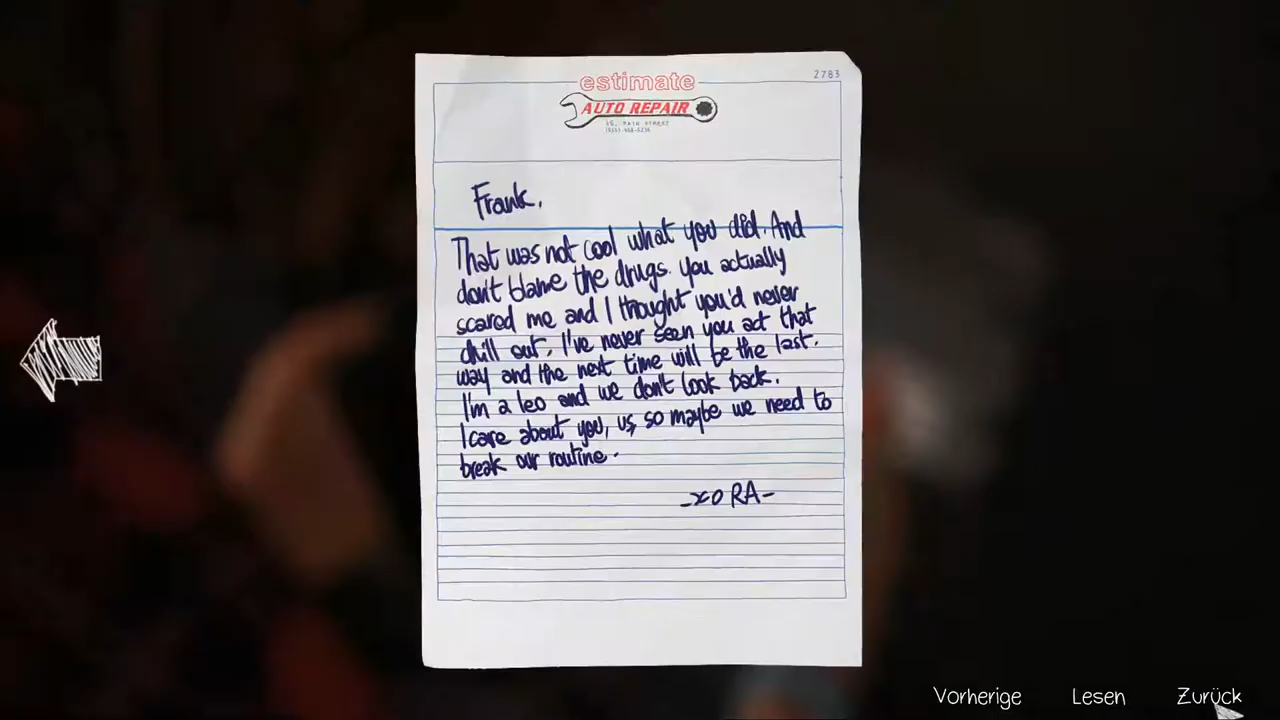 2783
estimate
AUTO REPAIR
Frank,
That was not cool what you did. And
don't blame the drugs. You actually
scared me and I thought you'd never
chill out. I've never seen you act that
way and the next time will be the last.
I'm a leo and we don't look back.
I care about you, us, so maybe we need to
break our routine.
-xo RA-
Vorherige
Lesen
Zurück